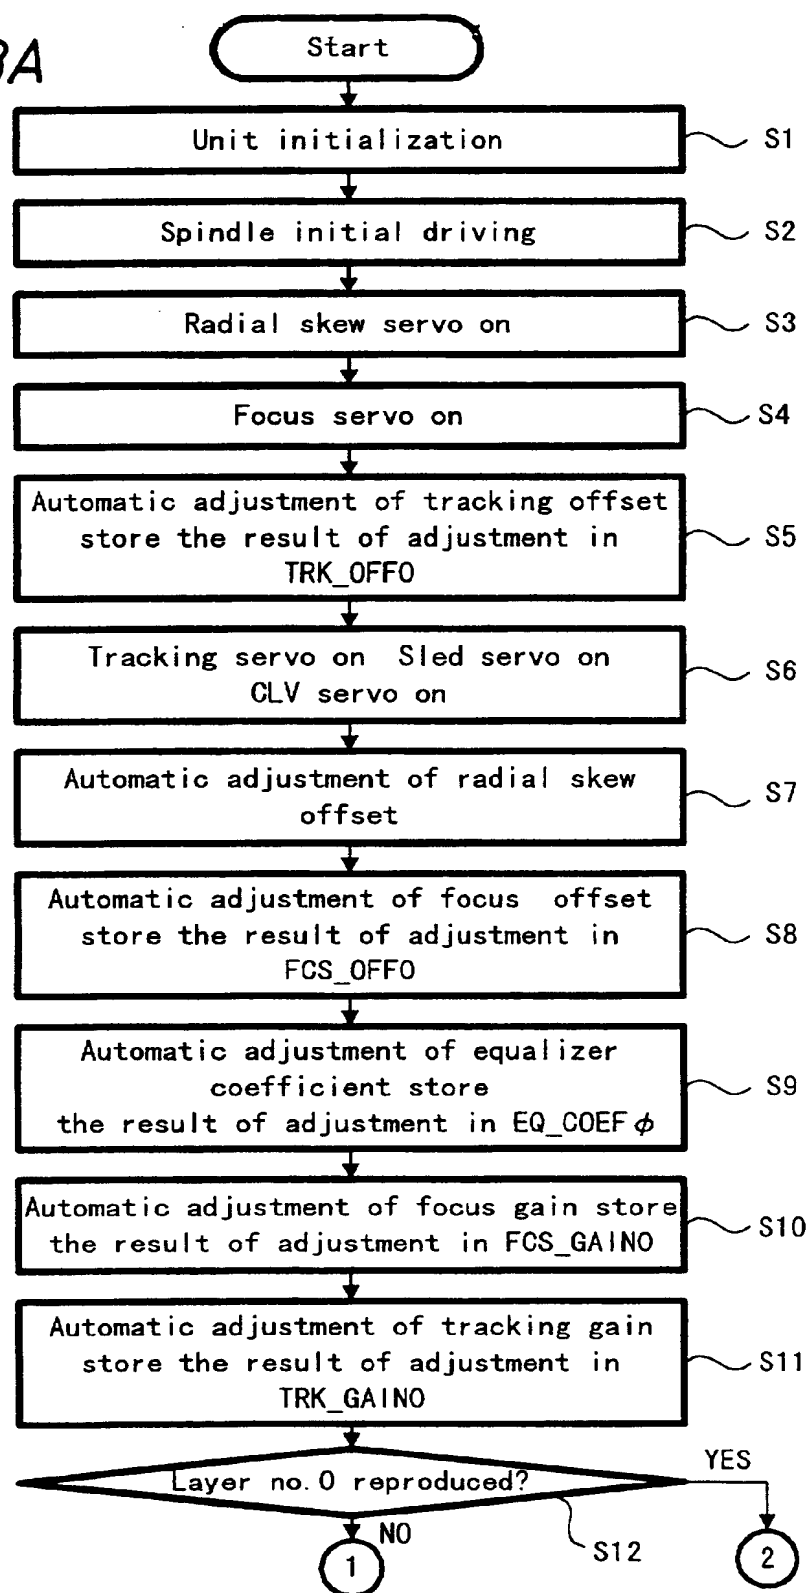 3A
Start
Unit initialization
S1
Spindle initial driving
S2
Radial skew servo on
S3
Focus servo on
S4
Automatic adjustment of tracking offset
store the result of adjustment in
TRK_OFF0
S5
Tracking servo on Sled servo on
CLV servo on
S6
Automatic adjustment of radial skew
offset
S7
Automatic adjustment of focus offset
store the result of adjustment in
FCS_OFF0
S8
Automatic adjustment of equalizer
coefficient store
the result of adjustment in EQ_COEFϕ
S9
Automatic adjustment of focus gain store
the result of adjustment in FCS_GAIN0
S10
Automatic adjustment of tracking gain
store the result of adjustment in
TRK_GAIN0
S11
Layer no.0 reproduced?
YES
S12
NO
1
2